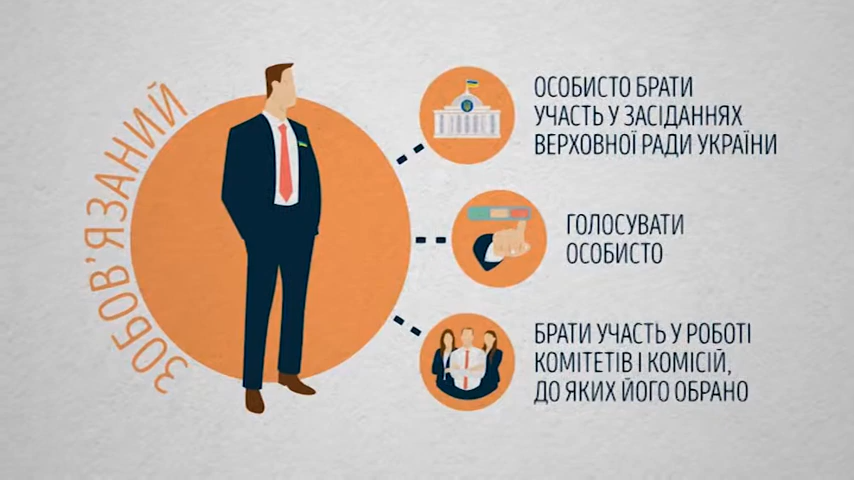 ЗОБОВ'ЯЗАНИЙ
ОСОБИСТО БРАТИ
УЧАСТЬ У ЗАСІДАННЯХ
ВЕРХОВНОЇ РАДИ УКРАЇНИ
ГОЛОСУВАТИ
ОСОБИСТО
БРАТИ УЧАСТЬ У РОБОТІ
КОМІТЕТІВ І КОМІСІЙ,
ДО ЯКИХ ЙОГО ОБРАНО